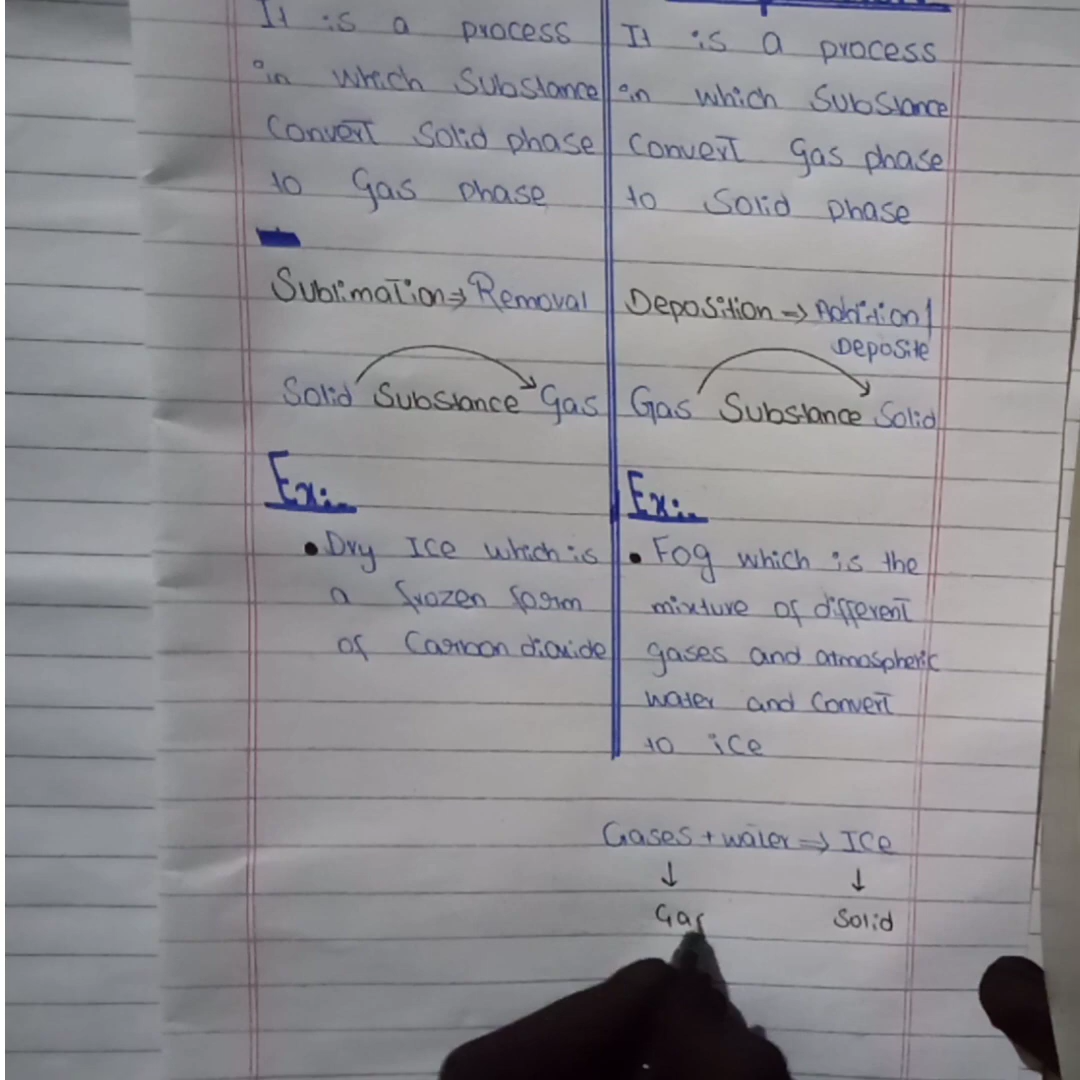 It is a process
in which Substance
Convert Solid phase
to Gas phase
Sublimation ⇒ Removal
Solid Substance Gas
Ex:-
• Dry Ice which is
a frozen form
of Carbon dioxide
It is a process
in which Substance
Convert gas phase
to Solid phase
Deposition ⇒ Addition/
Deposite
Gas Substance Solid
Ex:-
• Fog which is the
mixture of different
gases and atmospheric
water and Convert
to ice
Gases + water ⇒ ICe
↓ ↓
Gas Solid